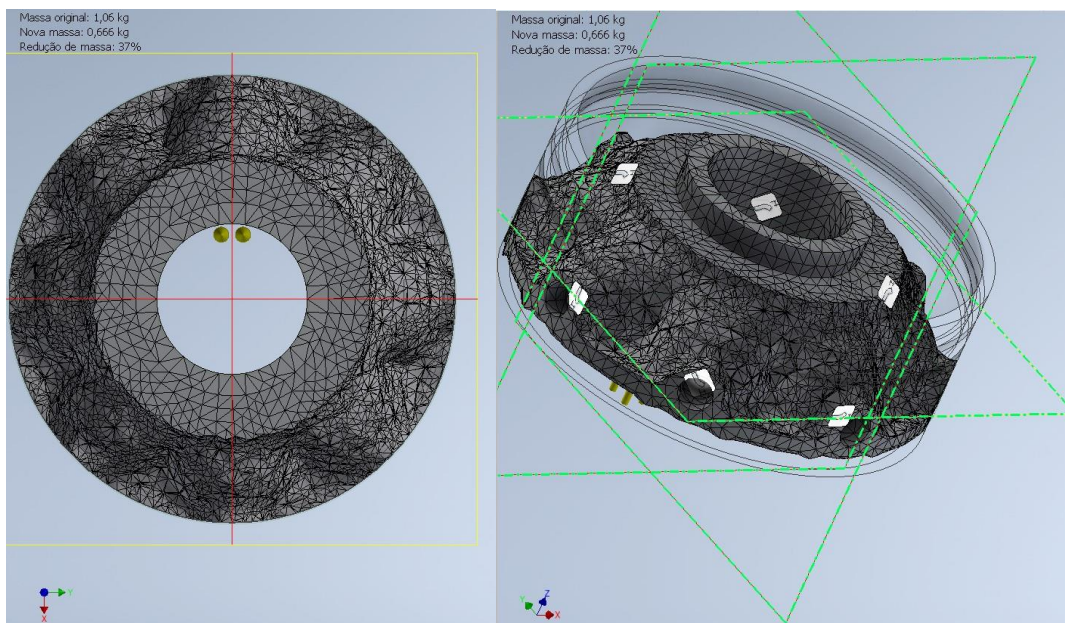 Massa original: 1,06 kg
Nova massa: 0,666 kg
Redução de massa: 37%
Massa original: 1,06 kg
Nova massa: 0,666 kg
Redução de massa: 37%
Y
X
Y
Z
X